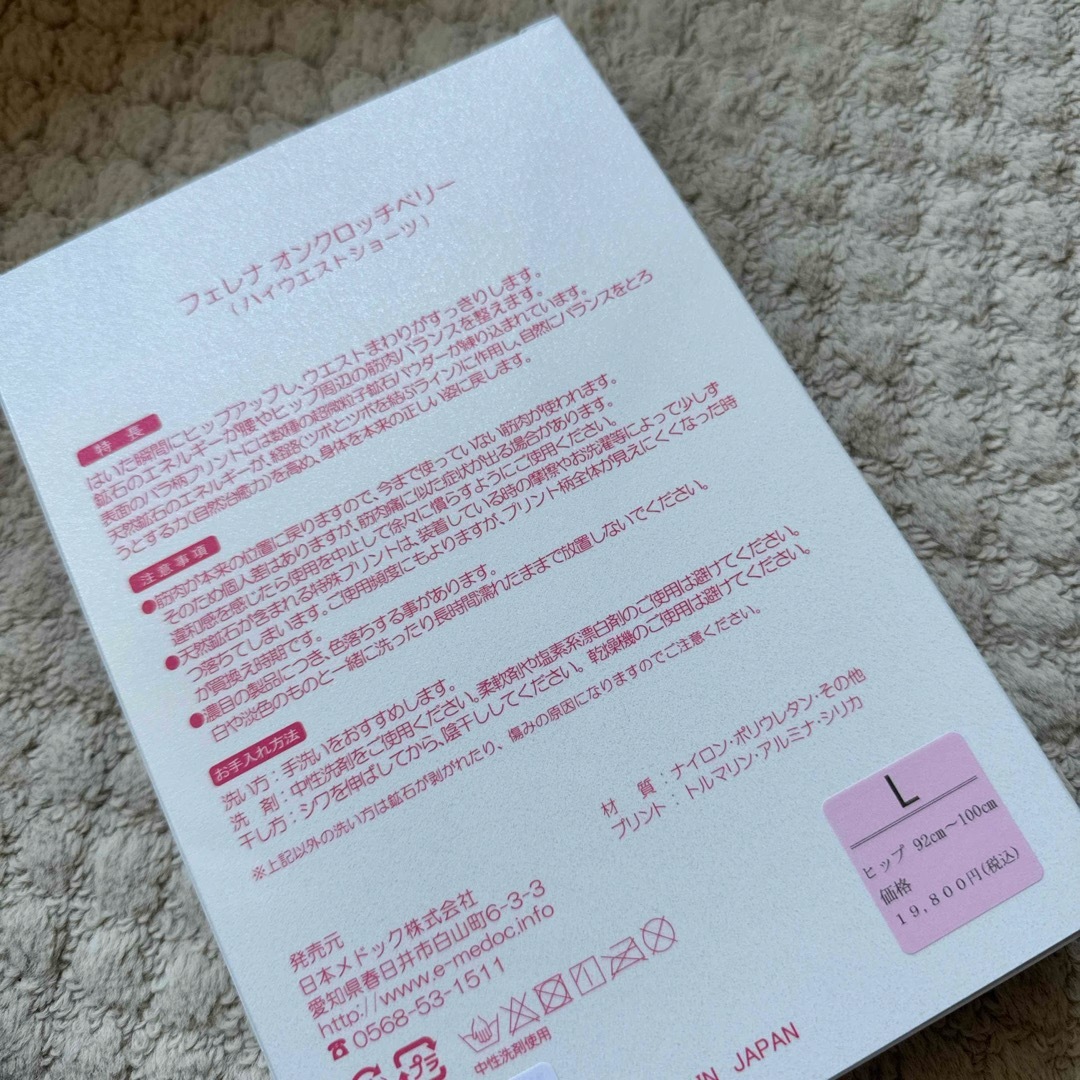 フェレナ オンクロッチベリー
(ハイウエストショーツ)
特長
はいた瞬間にヒップアップし、ウエストまわりがすっきりします。
鉱石のエネルギーが腰やヒップ周辺の筋肉バランスを整えます。
表面のバラ柄プリントには数種の超微粒子鉱石パウダーが練り込まれています。
天然鉱石のエネルギーが、経絡(ツボとツボを結ぶライン)に作用し、自然にバランスをとろ
うとする力(自然治癒力)を高め、身体を本来の正しい姿に戻します。
注意事項
●筋肉が本来の位置に戻りますので、今まで使っていない筋肉が使われます。
そのため個人差はありますが、筋肉痛に似た症状が出る場合があります。
違和感を感じたら使用を中止して徐々に慣らすようにご使用ください。
●天然鉱石が含まれる特殊プリントは、装着している時の摩擦やお洗濯等によって少しず
つ落ちてしまいます。ご使用頻度にもよりますが、プリント柄全体が見えにくくなった時
が買換え時期です。
●濃目の製品につき、色落ちする事があります。
白や淡色のものと一緒に洗ったり長時間濡れたままで放置しないでください。
お手入れ方法
洗い方：手洗いをおすすめします。
洗　剤：中性洗剤をご使用ください。柔軟剤や塩素系漂白剤のご使用は避けてください。
干し方：シワを伸ばしてから、陰干ししてください。乾燥機のご使用は避けてください。
※上記以外の洗い方は鉱石が剥がれたり、傷みの原因になりますのでご注意ください。
材　質：ナイロン・ポリウレタン・その他
プリント：トルマリン・アルミナ・シリカ
L
ヒップ 92cm～100cm
価格
19,800円(税込)
発売元
日本メドック株式会社
愛知県春日井市白山町6-3-3
http://www.e-medoc.info
☎0568-53-1511
中性洗剤使用
プラ
IN JAPAN